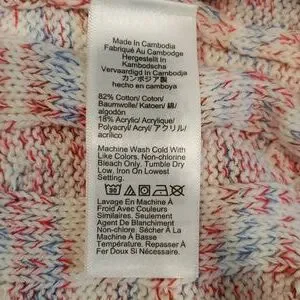 Made In Cambodia
Fabriqué Au Cambodge
Hergestellt In
Kambodscha
Vervaardigd In Cambodja
カンボジア製
hecho en camboya
82% Cotton/ Coton/
Baumwolle/ Katoen/ 綿/
algodón
18% Acrylic/ Acrylique/
Polyacryl/ Acryl/ アクリル/
acrílico
Machine Wash Cold With
Like Colors. Non-chlorine
Bleach Only. Tumble Dry
Low. Iron On Lowest
Setting.
Lavage En Machine À
Froid Avec Couleurs
Similaires. Seulement
Agent De Blanchiment
Non-chlore. Sécher À La
Machine À Basse
Température. Repasser À
Fer Doux Si Nécessaire.